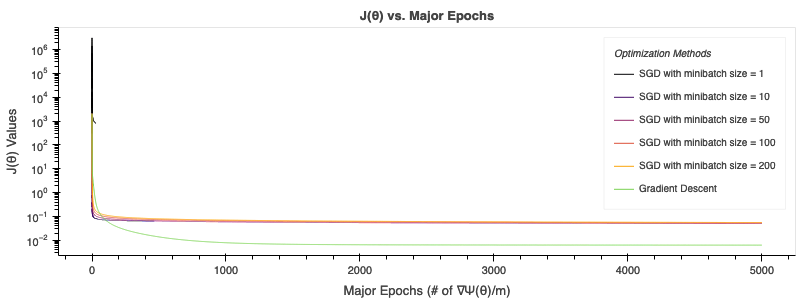 J(θ) vs. Major Epochs
J(θ) Values
10⁶
10⁵
10⁴
10³
10²
10¹
10⁰
10⁻¹
10⁻²
Optimization Methods
SGD with minibatch size = 1
SGD with minibatch size = 10
SGD with minibatch size = 50
SGD with minibatch size = 100
SGD with minibatch size = 200
Gradient Descent
0 1000 2000 3000 4000 5000
Major Epochs (# of ∇Ψ(θ)/m)